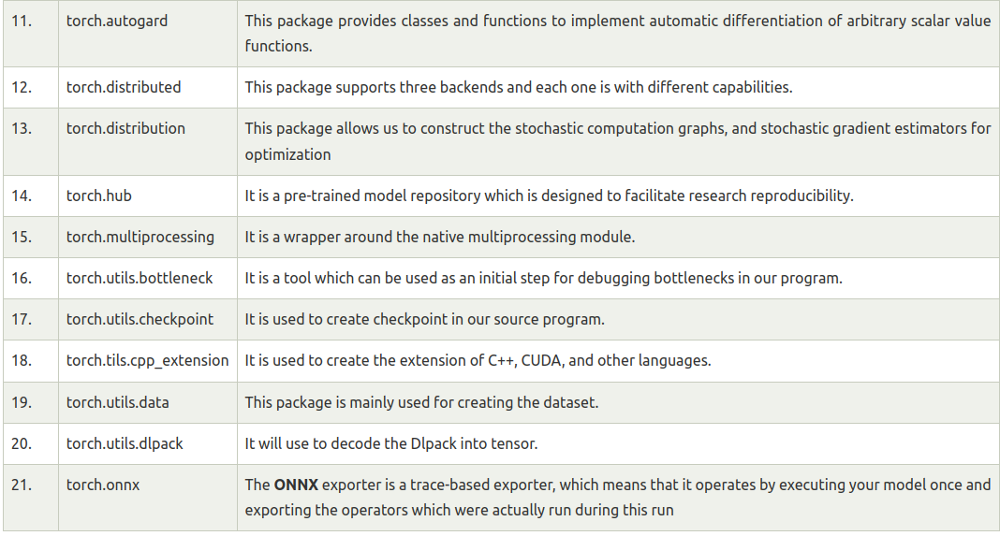 11. torch.autogard This package provides classes and functions to implement automatic differentiation of arbitrary scalar value
functions.
12. torch.distributed This package supports three backends and each one is with different capabilities.
13. torch.distribution This package allows us to construct the stochastic computation graphs, and stochastic gradient estimators for
optimization
14. torch.hub It is a pre-trained model repository which is designed to facilitate research reproducibility.
15. torch.multiprocessing It is a wrapper around the native multiprocessing module.
16. torch.utils.bottleneck It is a tool which can be used as an initial step for debugging bottlenecks in our program.
17. torch.utils.checkpoint It is used to create checkpoint in our source program.
18. torch.tils.cpp_extension It is used to create the extension of C++, CUDA, and other languages.
19. torch.utils.data This package is mainly used for creating the dataset.
20. torch.utils.dlpack It will use to decode the Dlpack into tensor.
21. torch.onnx The ONNX exporter is a trace-based exporter, which means that it operates by executing your model once and
exporting the operators which were actually run during this run